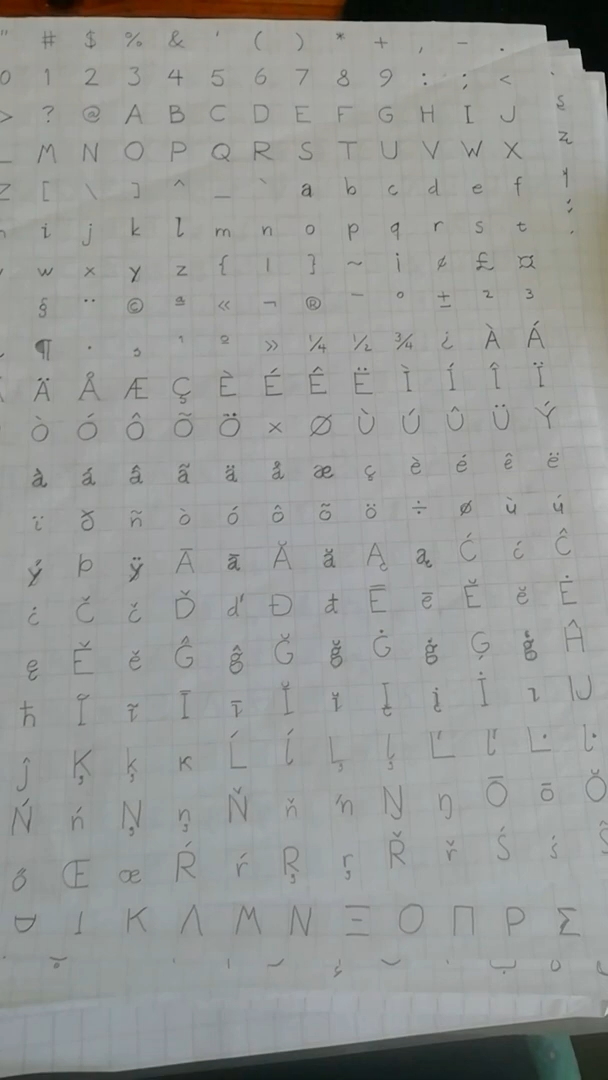 " # $ % & ' ( ) * + , - .
0 1 2 3 4 5 6 7 8 9 : ; <
> ? @ A B C D E F G H I J
_ M N O P Q R S T U V W X
Z [ \ ] ^ _ ` a b c d e f
i j k l m n o p q r s t
w x y z { | } ~ ¡ ¢ £ ¤
§ ¨ © ª « ¬ ® ¯ ° ± ² ³
¶ · ¸ ¹ º » ¼ ½ ¾ ¿ À Á
Ä Å Æ Ç È É Ê Ë Ì Í Î Ï
Ò Ó Ô Õ Ö × Ø Ù Ú Û Ü Ý
à á â ã ä å æ ç è é ê ë
ï ð ñ ò ó ô õ ö ÷ ø ù ú
ý þ ÿ Ā ā Ă ă Ą ą Ć ć Ĉ
ċ Č č Ď ď Đ đ Ē ē Ĕ ĕ Ė
ę Ě ě Ĝ ĝ Ğ ğ Ġ ġ Ģ ģ Ĥ
ħ Ĩ ĩ Ī ī Ĭ ĭ Į į İ ı IJ
ĵ Ķ ķ ĸ Ĺ ĺ Ļ ļ Ľ ľ Ŀ ŀ
Ń ń Ņ ņ Ň ň ŉ Ŋ ŋ Ō ō Ŏ
ő Œ œ Ŕ ŕ Ŗ ŗ Ř ř Ś ś
I K Λ M N Ξ O Π P Σ